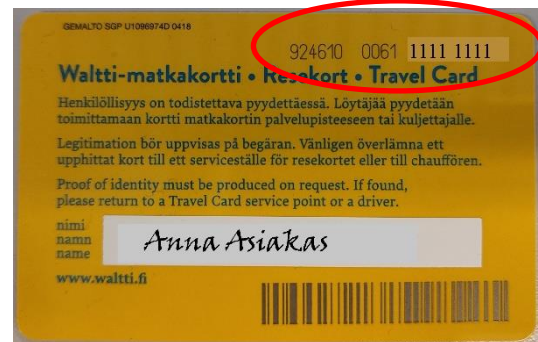 GEMALTO SGP U1096974D 0418
924610 0061 1111 1111
Waltti-matkakortti • Resekort • Travel Card
Henkilöllisyys on todistettava pyydettäessä. Löytäjää pyydetään
toimittamaan kortti matkakortin palvelupisteeseen tai kuljettajalle.
Legitimation bör uppvisas på begäran. Vänligen överlämna ett
upphittat kort till ett serviceställe för resekortet eller till chauffören.
Proof of identity must be produced on request. If found,
please return to a Travel Card service point or a driver.
nimi
namn
name
Anna Asiakas
www.waltti.fi